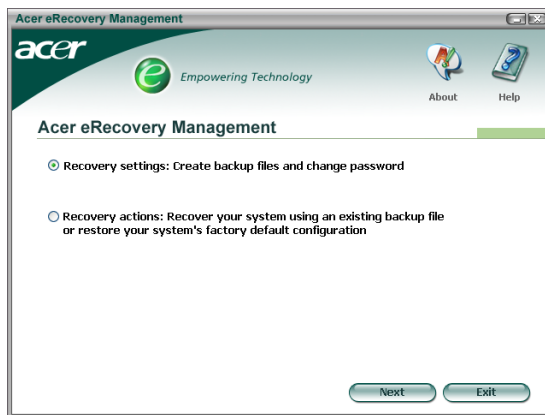 Acer eRecovery Management
acer
e Empowering Technology
About Help
Acer eRecovery Management
Recovery settings: Create backup files and change password
Recovery actions: Recover your system using an existing backup file
or restore your system's factory default configuration
Next Exit